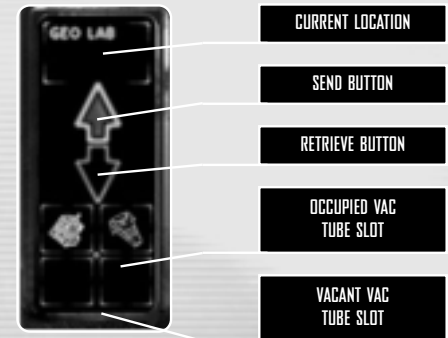 GEO LAB
CURRENT LOCATION
SEND BUTTON
RETRIEVE BUTTON
OCCUPIED VAC
TUBE SLOT
VACANT VAC
TUBE SLOT